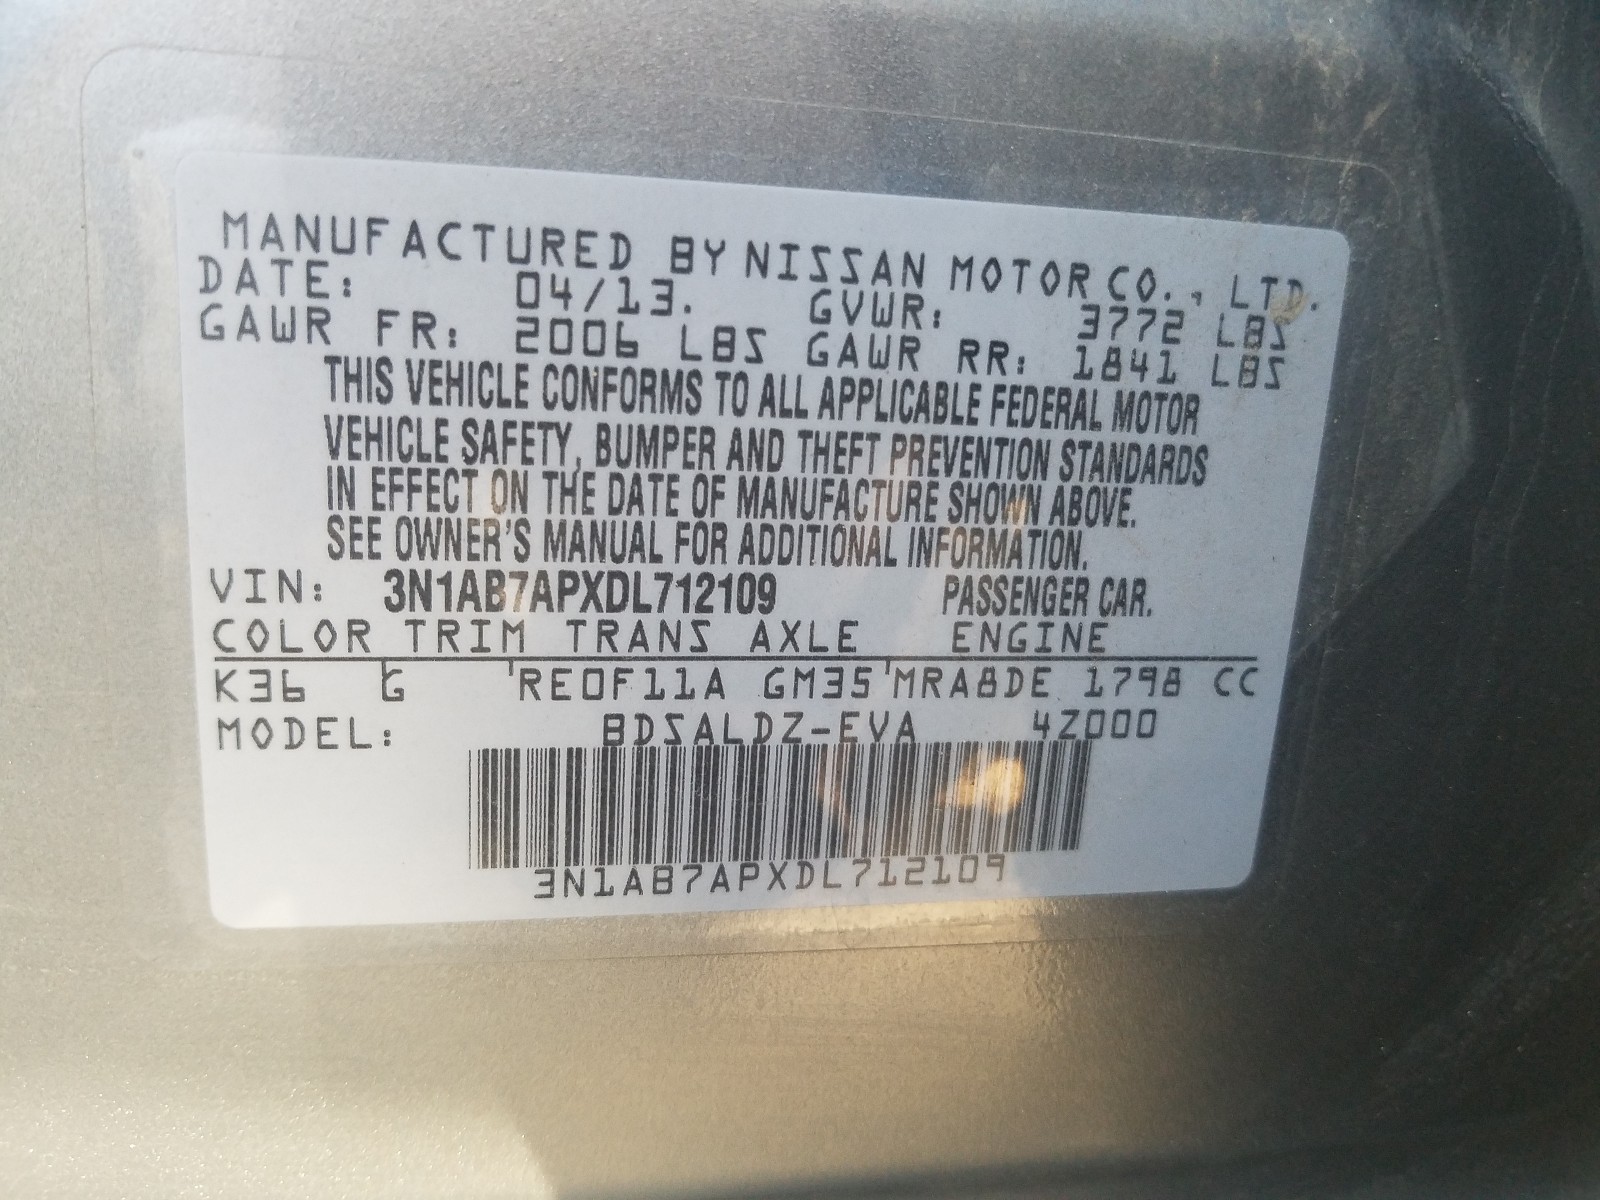 MANUFACTURED BY NISSAN MOTOR CO., LTD.
DATE: 04/13. GVWR: 3772 LBS
GAWR FR: 2006 LBS GAWR RR: 1841 LBS
THIS VEHICLE CONFORMS TO ALL APPLICABLE FEDERAL MOTOR
VEHICLE SAFETY, BUMPER AND THEFT PREVENTION STANDARDS
IN EFFECT ON THE DATE OF MANUFACTURE SHOWN ABOVE.
SEE OWNER'S MANUAL FOR ADDITIONAL INFORMATION.
VIN: 3N1AB7APXDL712109 PASSENGER CAR.
COLOR TRIM TRANS AXLE ENGINE
K36 G RE0F11A GM35 MRA8DE 1798 CC
MODEL: BDSALDZ-EVA 4Z000
3N1AB7APXDL712109